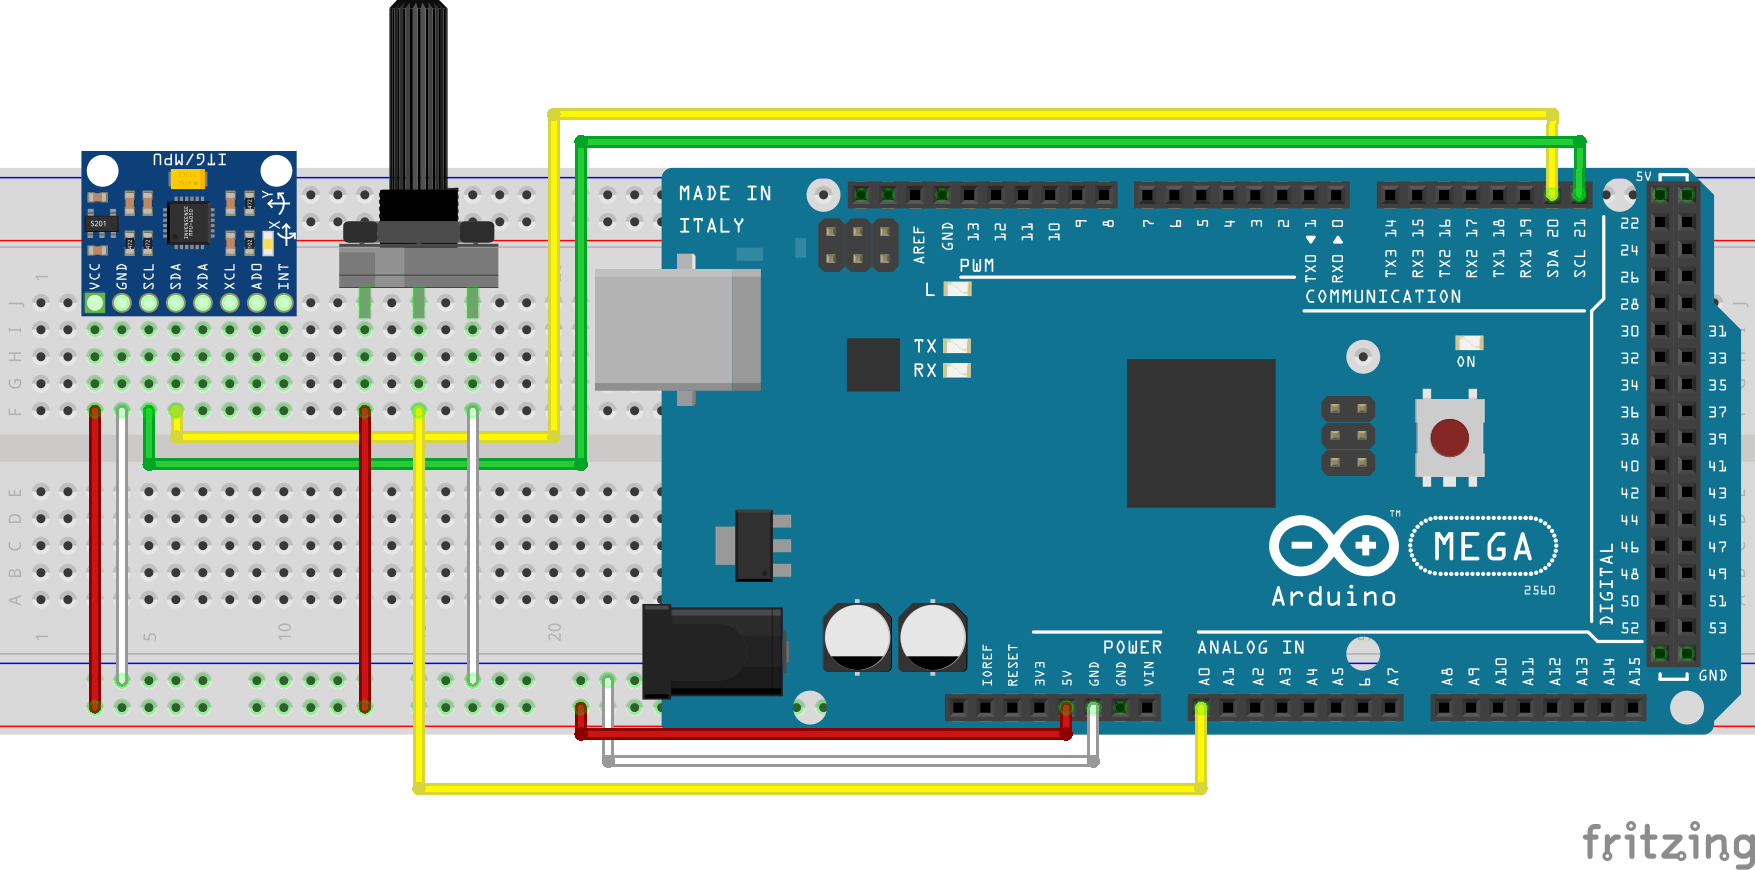 ITG/MPU
S201
Y
X
VCC
GND
SCL
SDA
XDA
XCL
ADO
INT
MADE IN
ITALY
AREF
GND
13
12
11
10
9
8
7
6
5
4
3
2
TX0 1
RX0 0
TX3 14
RX3 15
TX2 16
RX2 17
TX1 18
RX1 19
SDA 20
SCL 21
PWM
COMMUNICATION
L
TX
RX
ON
5V
22
24
26
28
30 31
32 33
34 35
36 37
38 39
40 41
42 43
44 45
46 47
48 49
50 51
52 53
GND
DIGITAL
TM
MEGA
Arduino
2560
POWER
ANALOG IN
IOREF
RESET
3V3
5V
GND
GND
VIN
A0
A1
A2
A3
A4
A5
6
A7
A8
A9
A10
A11
A12
A13
A14
A15
1
J
I
H
G
F
E
D
C
B
A
1
5
10
20
J
fritzing